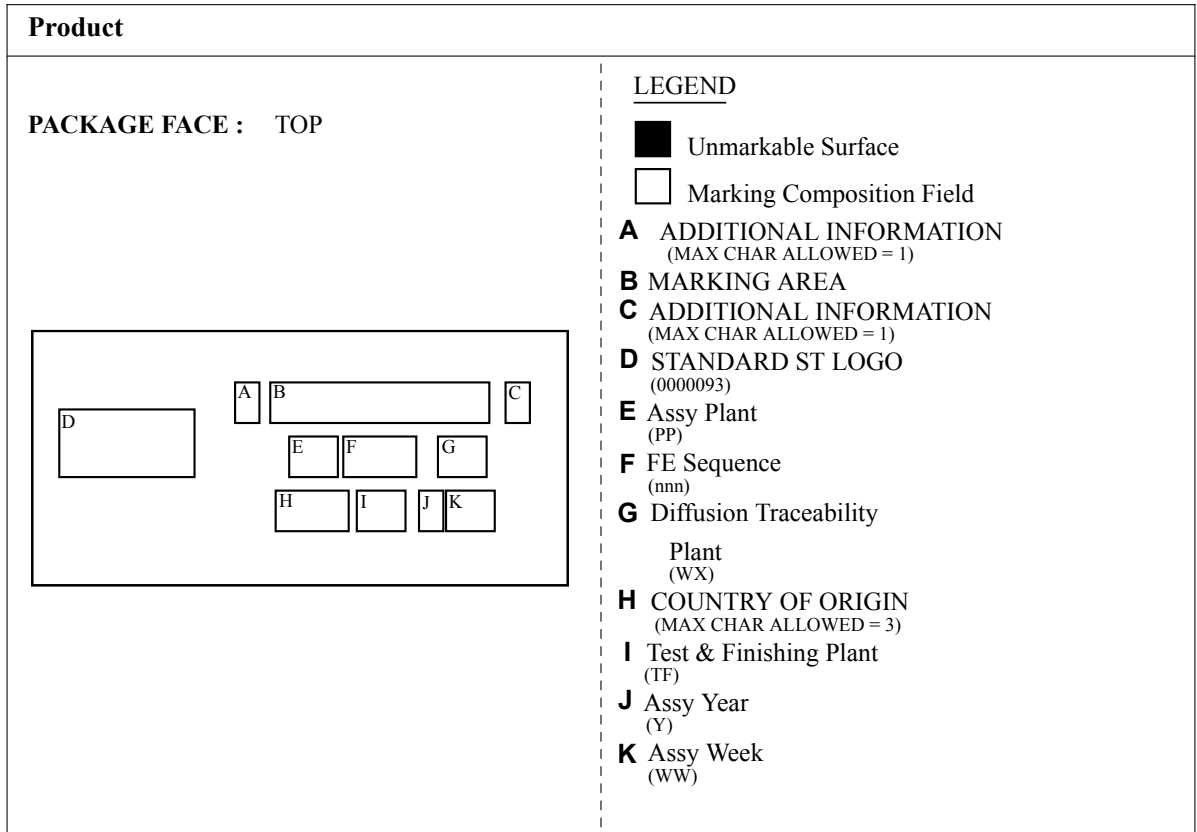 Product
PACKAGE FACE : TOP
A B C
D
E F G
H I J K
LEGEND
Unmarkable Surface
Marking Composition Field
A ADDITIONAL INFORMATION
(MAX CHAR ALLOWED = 1)
B MARKING AREA
C ADDITIONAL INFORMATION
(MAX CHAR ALLOWED = 1)
D STANDARD ST LOGO
(0000093)
E Assy Plant
(PP)
F FE Sequence
(nnn)
G Diffusion Traceability
Plant
(WX)
H COUNTRY OF ORIGIN
(MAX CHAR ALLOWED = 3)
I Test & Finishing Plant
(TF)
J Assy Year
(Y)
K Assy Week
(WW)